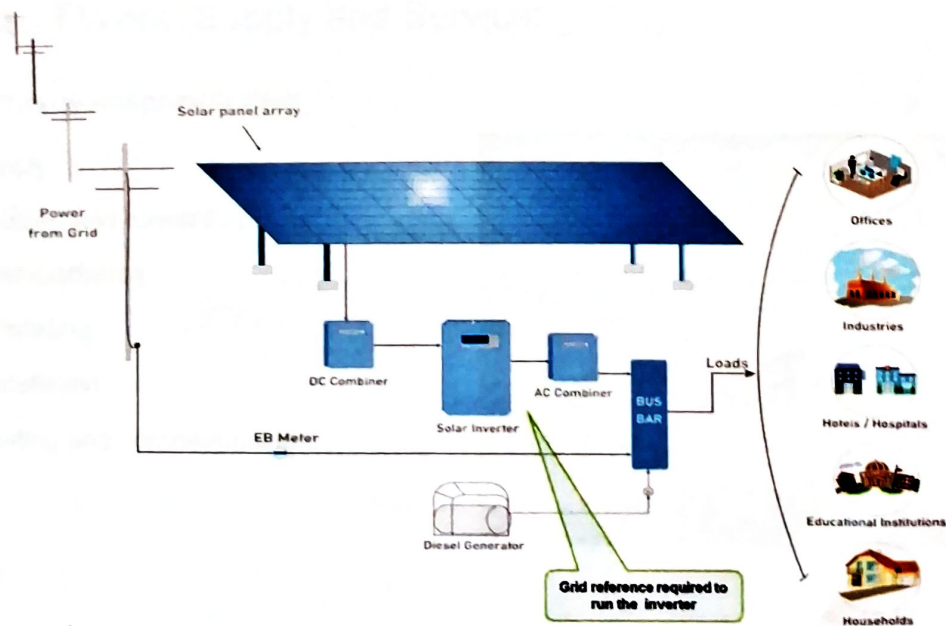 Solar panel array
Power
from Grid
Offices
Industries
DC Combiner
Solar Inverter
AC Combiner
BUS
BAR
Loads
EB Meter
Hotels / Hospitals
Diesel Generator
Educational Institutions
Grid reference required to
run the inverter
Households